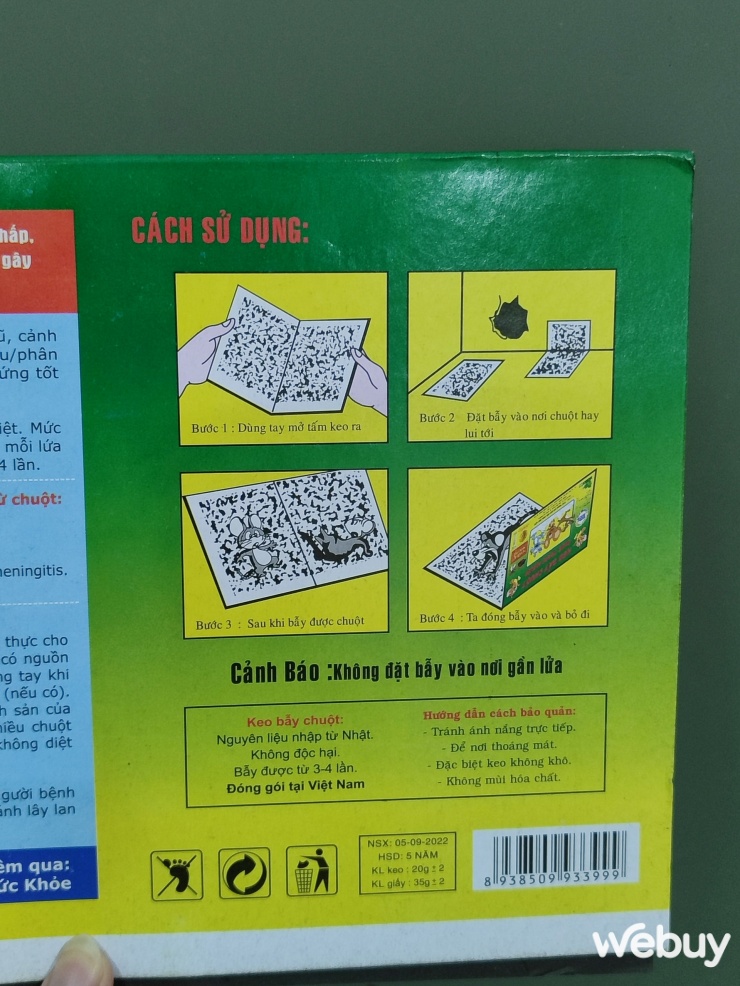 hấp.
gây
ũ, cảnh
u/phân
ứng tốt
iệt. Mức
mỗi lứa
4 lần.
ừ chuột:
meningitis.
thực cho
có nguồn
ng tay khi
(nếu có).
h sản của
hiều chuột
không diệt
gười bệnh
ánh lây lan
êm qua:
ức Khỏe
CÁCH SỬ DỤNG:
Bước 1 : Dùng tay mở tấm keo ra
Bước 2 Đặt bẫy vào nơi chuột hay
lui tới
Bước 3 : Sau khi bẫy được chuột
Bước 4 : Ta đóng bẫy vào và bỏ đi
Cảnh Báo :Không đặt bẫy vào nơi gần lửa
Keo bẫy chuột:
Nguyên liệu nhập từ Nhật.
Không độc hại.
Bẫy được từ 3-4 lần.
Đóng gói tại Việt Nam
Hướng dẫn cách bảo quản:
- Tránh ánh nắng trực tiếp.
- Để nơi thoáng mát.
- Đặc biệt keo không khô.
- Không mùi hóa chất.
NSX: 05-09-2022
HSD: 5 NĂM
KL keo : 20g ± 2
KL giấy : 35g ± 2
8 938509 933999
webuy